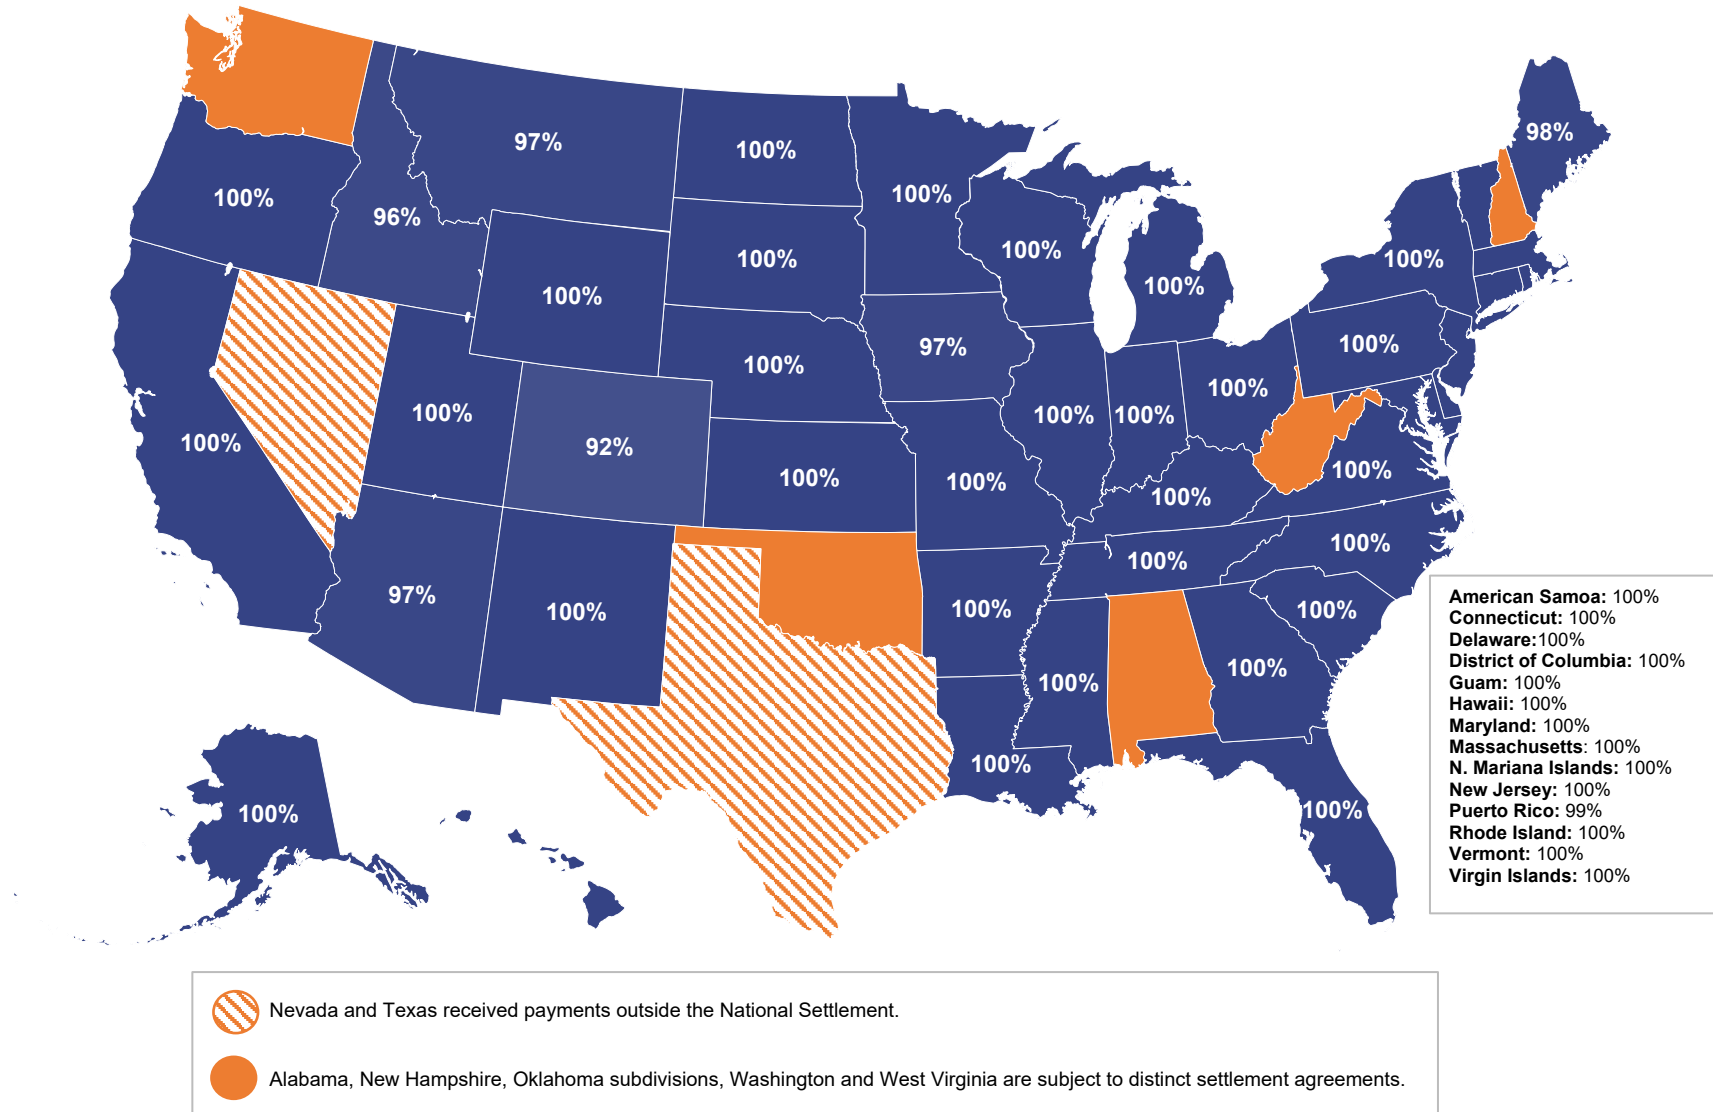 98%
97%
100%
100%
100%
96%
100%
100%
100%
100%
100%
100%
97%
100%
100%
100%
100%
100%
100%
100%
92%
100%
100%
100%
100%
100%
100%
97%
100%
100%
100%
100%
100%
100%
100%
100%
100%
American Samoa: 100%
Connecticut: 100%
Delaware:100%
District of Columbia: 100%
Guam: 100%
Hawaii: 100%
Maryland: 100%
Massachusetts: 100%
N. Mariana Islands: 100%
New Jersey: 100%
Puerto Rico: 99%
Rhode Island: 100%
Vermont: 100%
Virgin Islands: 100%
Nevada and Texas received payments outside the National Settlement.
Alabama, New Hampshire, Oklahoma subdivisions, Washington and West Virginia are subject to distinct settlement agreements.